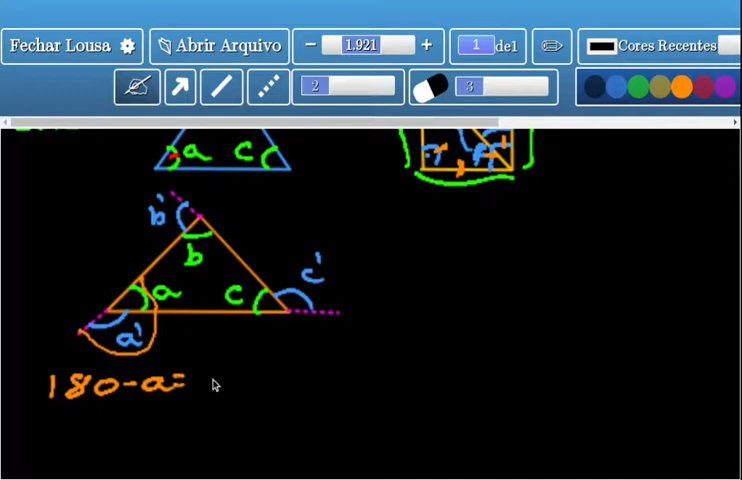 Fechar Lousa Abrir Arquivo − 1.921 + 1 de1 Cores Recentes
2 3
a c
b'
b c'
a c
a'
180-a=